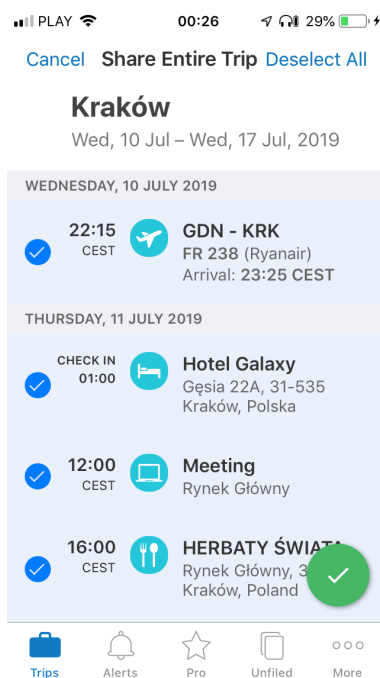 PLAY 00:26 29%
Cancel Share Entire Trip Deselect All
Kraków
Wed, 10 Jul – Wed, 17 Jul, 2019
WEDNESDAY, 10 JULY 2019
22:15 GDN - KRK
CEST FR 238 (Ryanair)
Arrival: 23:25 CEST
THURSDAY, 11 JULY 2019
CHECK IN Hotel Galaxy
01:00 Gęsia 22A, 31-535
Kraków, Polska
12:00 Meeting
CEST Rynek Główny
16:00 HERBATY ŚWIATA
CEST Rynek Główny, 3
Kraków, Poland
Trips Alerts Pro Unfiled More